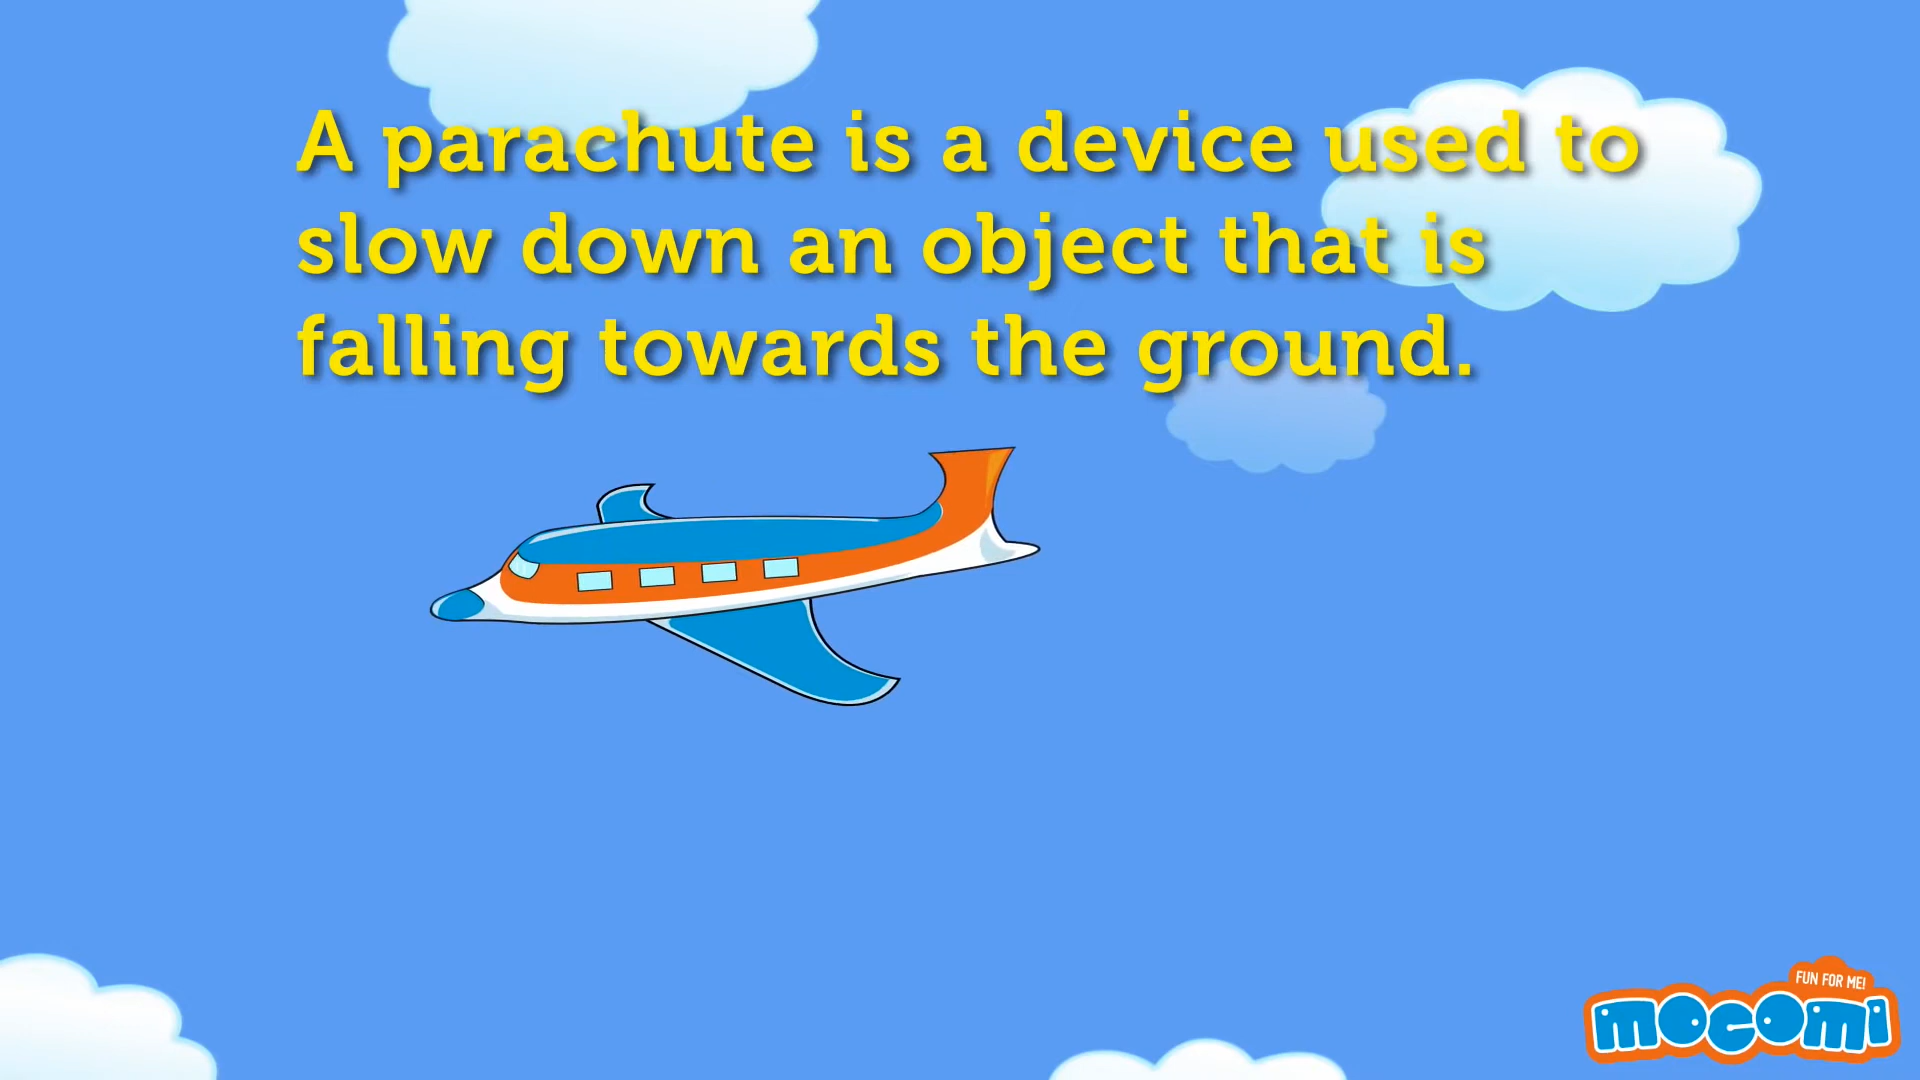 A parachute is a device used to
slow down an object that is
falling towards the ground.
FUN FOR ME!
mocomi